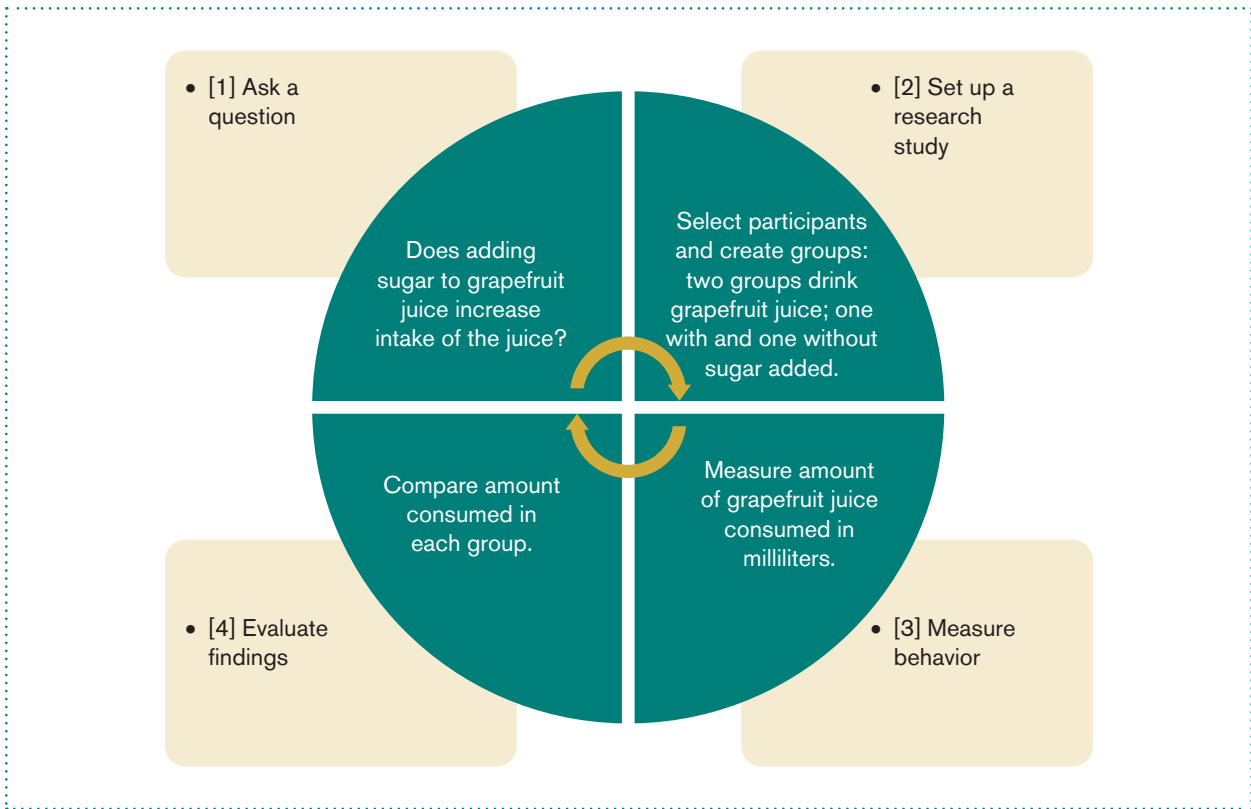 • [1] Ask a
question
Does adding
sugar to grapefruit
juice increase
intake of the juice?
• [2] Set up a
research
study
Select participants
and create groups:
two groups drink
grapefruit juice; one
with and one without
sugar added.
• [3] Measure
behavior
Measure amount
of grapefruit juice
consumed in
milliliters.
• [4] Evaluate
findings
Compare amount
consumed in
each group.